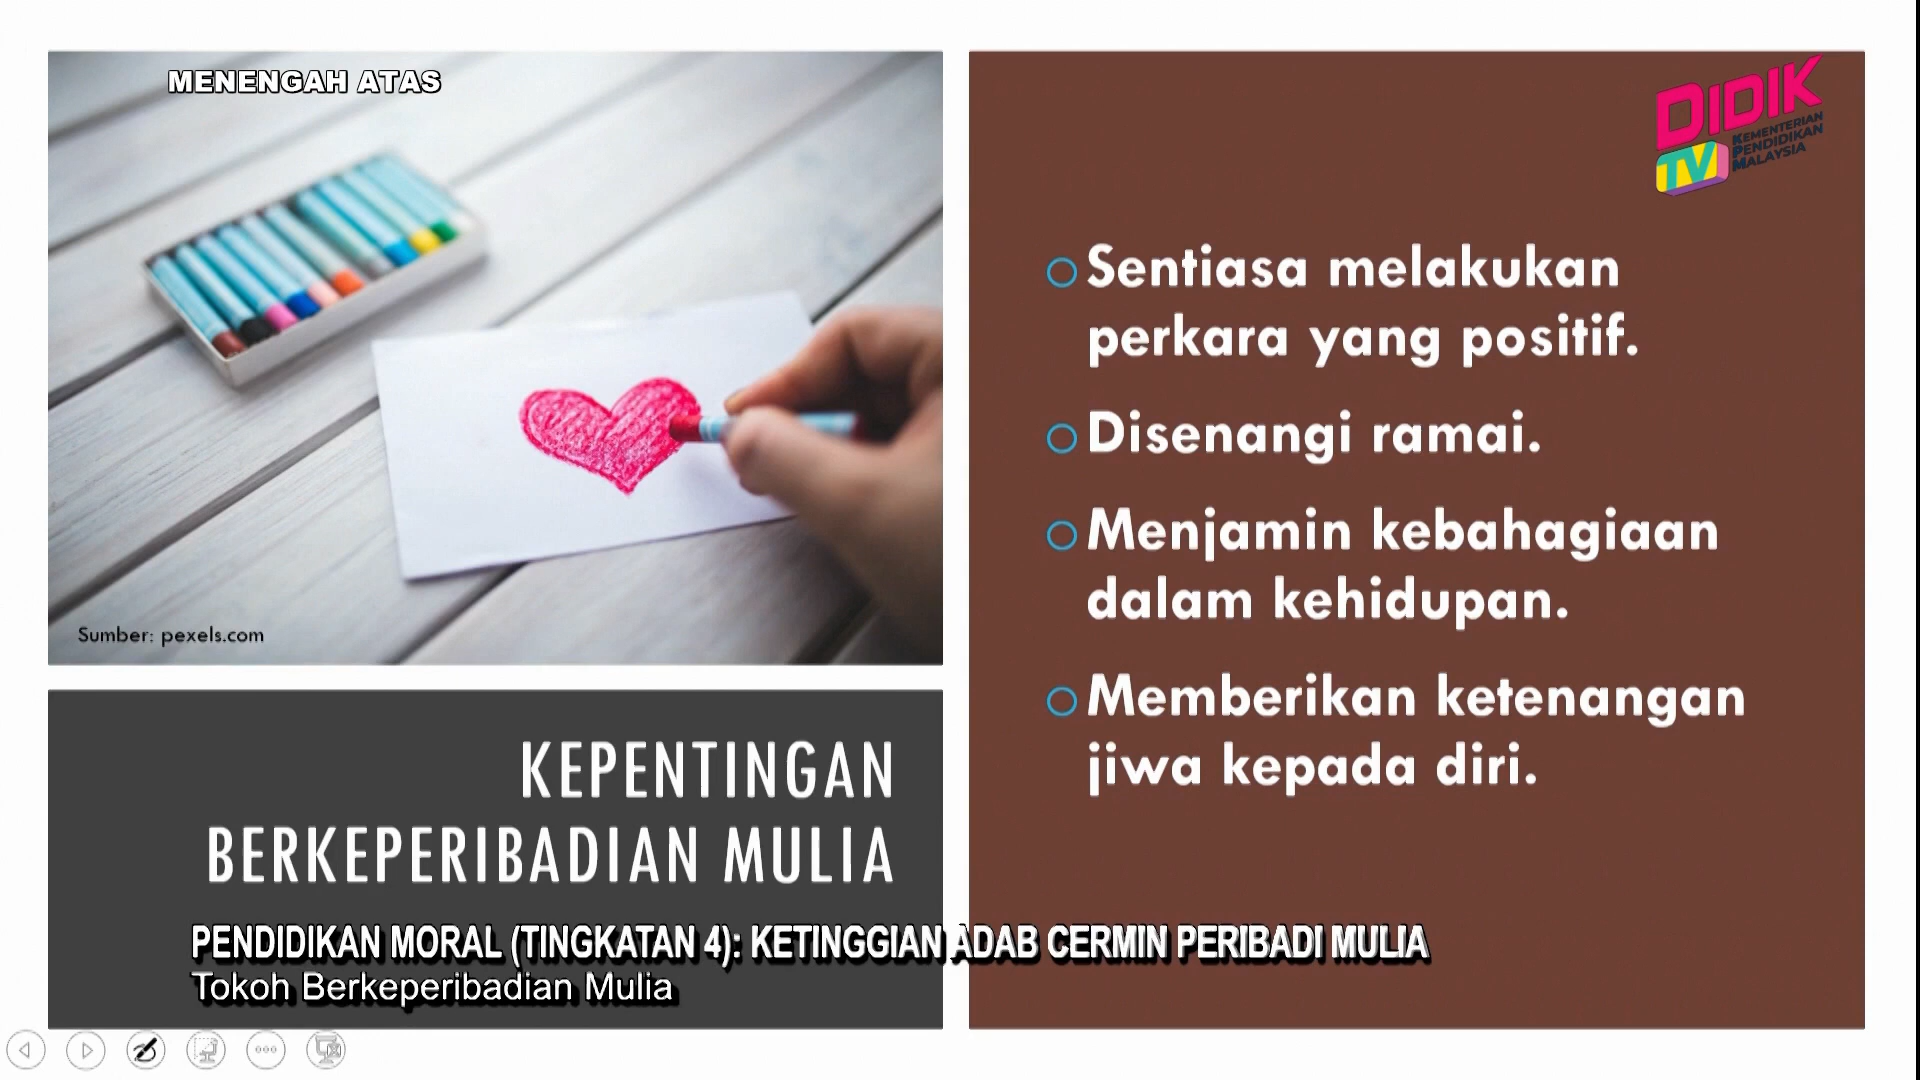 MENENGAH ATAS
Sumber: pexels.com
KEPENTINGAN
BERKEPERIBADIAN MULIA
DIDIK
TV
KEMENTERIAN
PENDIDIKAN
MALAYSIA
Sentiasa melakukan
perkara yang positif.
Disenangi ramai.
Menjamin kebahagiaan
dalam kehidupan.
Memberikan ketenangan
jiwa kepada diri.
PENDIDIKAN MORAL (TINGKATAN 4): KETINGGIAN ADAB CERMIN PERIBADI MULIA
Tokoh Berkeperibadian Mulia